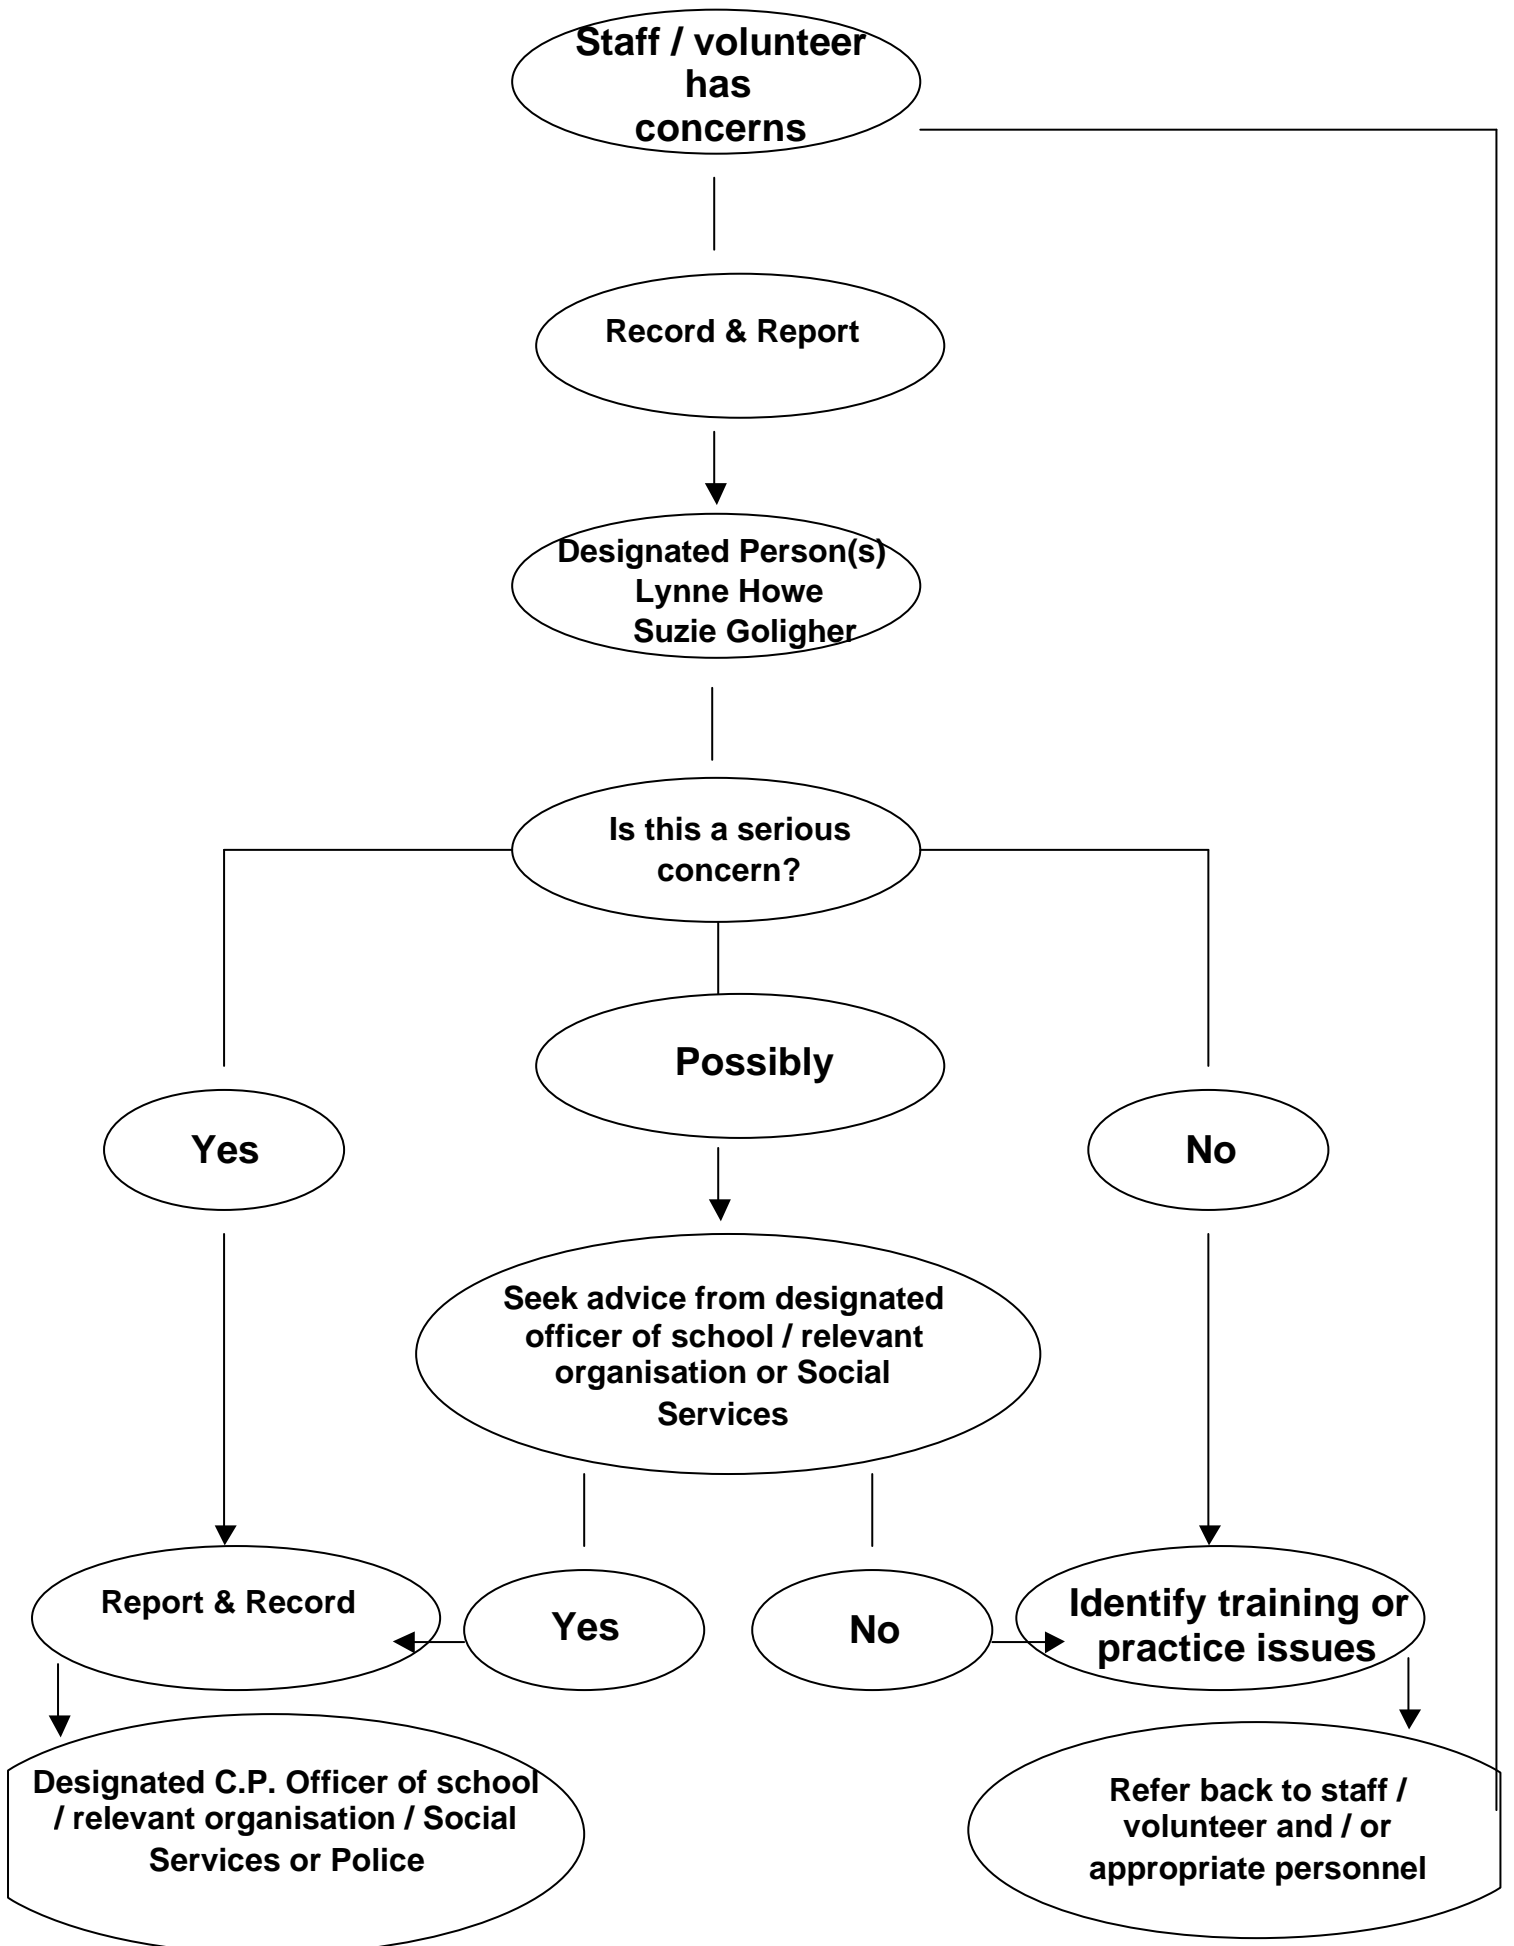 Staff / volunteer
has
concerns
Record & Report
Designated Person(s)
Lynne Howe
Suzie Goligher
Is this a serious
concern?
Possibly
Yes
No
Seek advice from designated
officer of school / relevant
organisation or Social
Services
Report & Record
Yes
No
Identify training or
practice issues
Designated C.P. Officer of school
/ relevant organisation / Social
Services or Police
Refer back to staff /
volunteer and / or
appropriate personnel